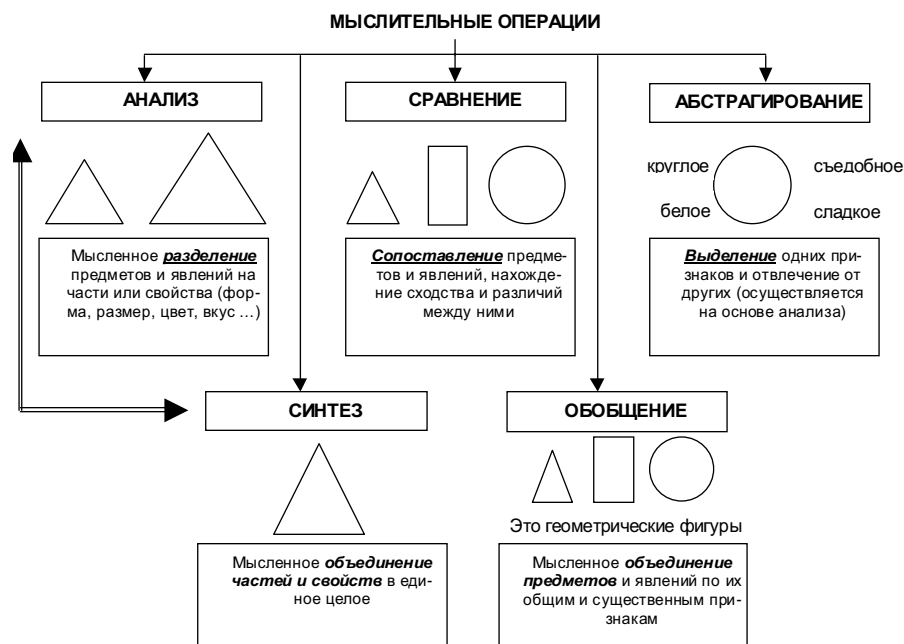 МЫСЛИТЕЛЬНЫЕ ОПЕРАЦИИ
АНАЛИЗ
СРАВНЕНИЕ
АБСТРАГИРОВАНИЕ
круглое
съедобное
белое
сладкое
Мысленное разделение
предметов и явлений на
части или свойства (фор-
ма, размер, цвет, вкус ...)
Сопоставление предме-
тов и явлений, нахожде-
ние сходства и различий
между ними
Выделение одних при-
знаков и отвлечение от
других (осуществляется
на основе анализа)
СИНТЕЗ
ОБОБЩЕНИЕ
Это геометрические фигуры
Мысленное объединение
частей и свойств в еди-
ное целое
Мысленное объединение
предметов и явлений по их
общим и существенным при-
знакам